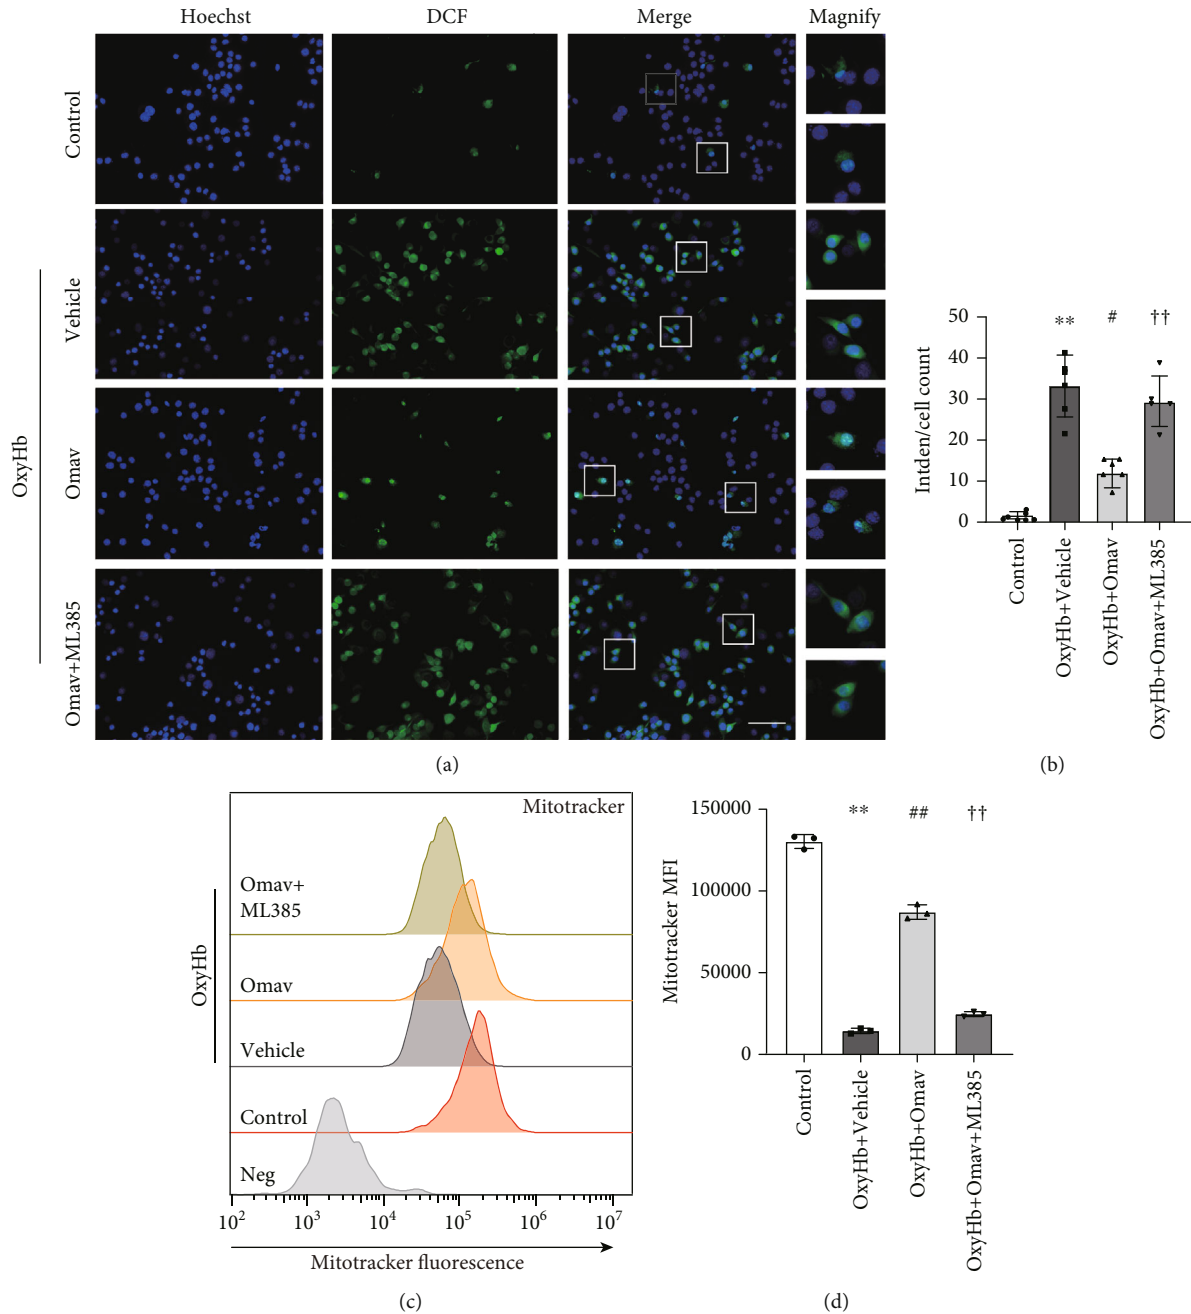 Hoechst DCF Merge Magnify
Control
Vehicle
Omav
Omav+ML385
OxyHb
(a)
50
40
30
20
10
0
Intden/cell count
** # ††
Control
OxyHb+Vehicle
OxyHb+Omav
OxyHb+Omav+ML385
(b)
Mitotracker
Omav+
ML385
Omav
Vehicle
Control
Neg
OxyHb
10² 10³ 10⁴ 10⁵ 10⁶ 10⁷
Mitotracker fluorescence
(c)
150000
100000
50000
0
Mitotracker MFI
** ## ††
Control
OxyHb+Vehicle
OxyHb+Omav
OxyHb+Omav+ML385
(d)